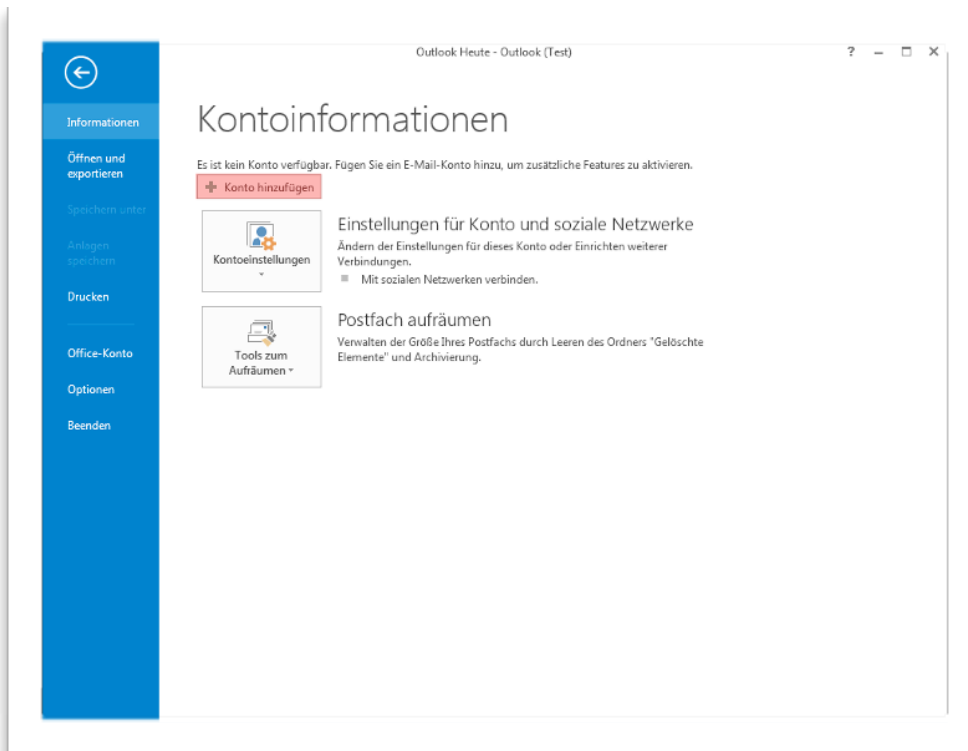 Outlook Heute - Outlook (Test)
Informationen
Öffnen und
exportieren
Speichern unter
Anlagen
speichern
Drucken
Office-Konto
Optionen
Beenden
Kontoinformationen
Es ist kein Konto verfügbar. Fügen Sie ein E-Mail-Konto hinzu, um zusätzliche Features zu aktivieren.
Konto hinzufügen
Kontoeinstellungen
Einstellungen für Konto und soziale Netzwerke
Ändern der Einstellungen für dieses Konto oder Einrichten weiterer
Verbindungen.
Mit sozialen Netzwerken verbinden.
Tools zum
Aufräumen
Postfach aufräumen
Verwalten der Größe Ihres Postfachs durch Leeren des Ordners "Gelöschte
Elemente" und Archivierung.